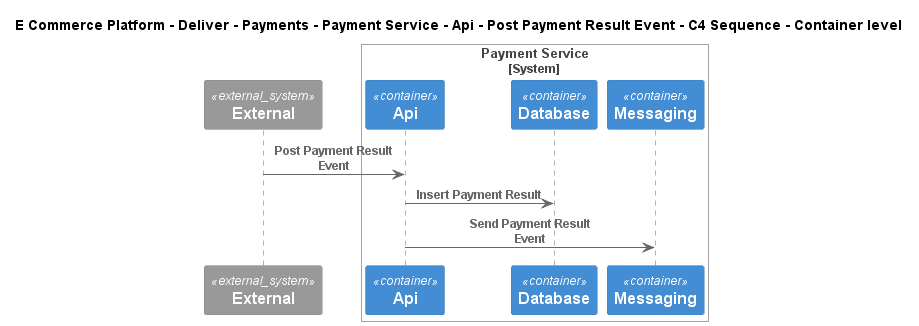 E Commerce Platform - Deliver - Payments - Payment Service - Api - Post Payment Result Event - C4 Sequence - Container level
Payment Service
[System]
«external_system» «container» «container» «container»
External Api Database Messaging
Post Payment Result
Event
Insert Payment Result
Send Payment Result
Event
«external_system» «container» «container» «container»
External Api Database Messaging